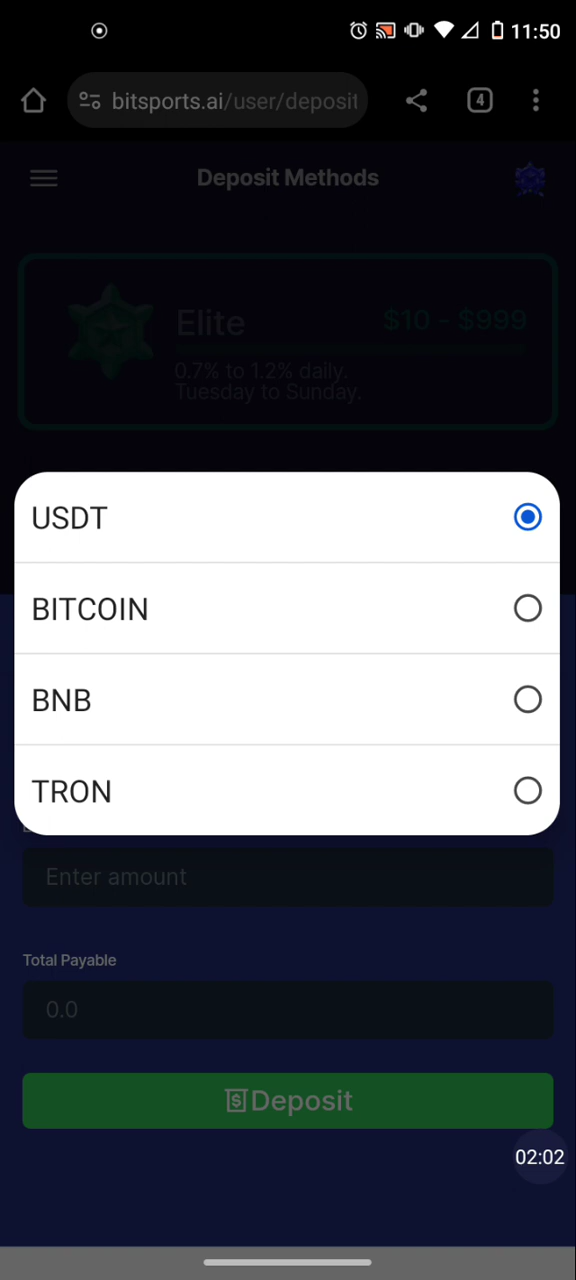 11:50
bitsports.ai/user/deposit
4
Deposit Methods
Elite
$10 - $999
0.7% to 1.2% daily.
Tuesday to Sunday.
USDT
BITCOIN
BNB
TRON
Enter amount
Total Payable
0.0
Deposit
02:02